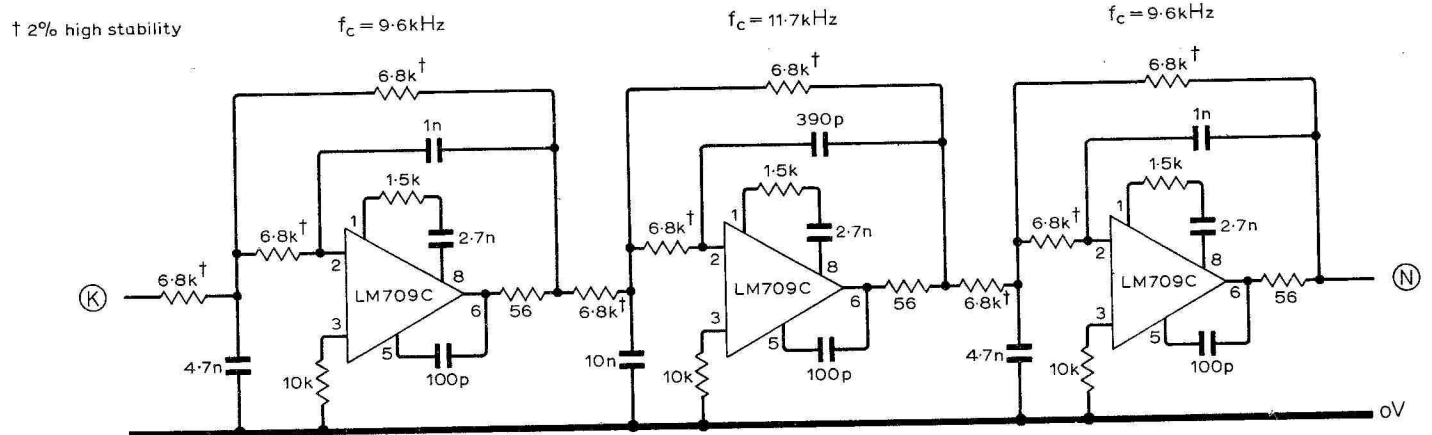 † 2% high stability
f_c = 9·6kHz
f_c = 11·7kHz
f_c = 9·6kHz
6·8k†
6·8k†
6·8k†
1n
390p
1n
1·5k
1·5k
1·5k
6·8k†
1
2·7n
6·8k†
1
2·7n
6·8k†
1
2·7n
2
8
2
8
2
8
K
6·8k†
LM709C
6
56
6·8k†
LM709C
6
56
6·8k†
LM709C
6
56
N
3
5
3
5
3
5
4·7n
10k
100p
10n
10k
100p
4·7n
10k
100p
0V